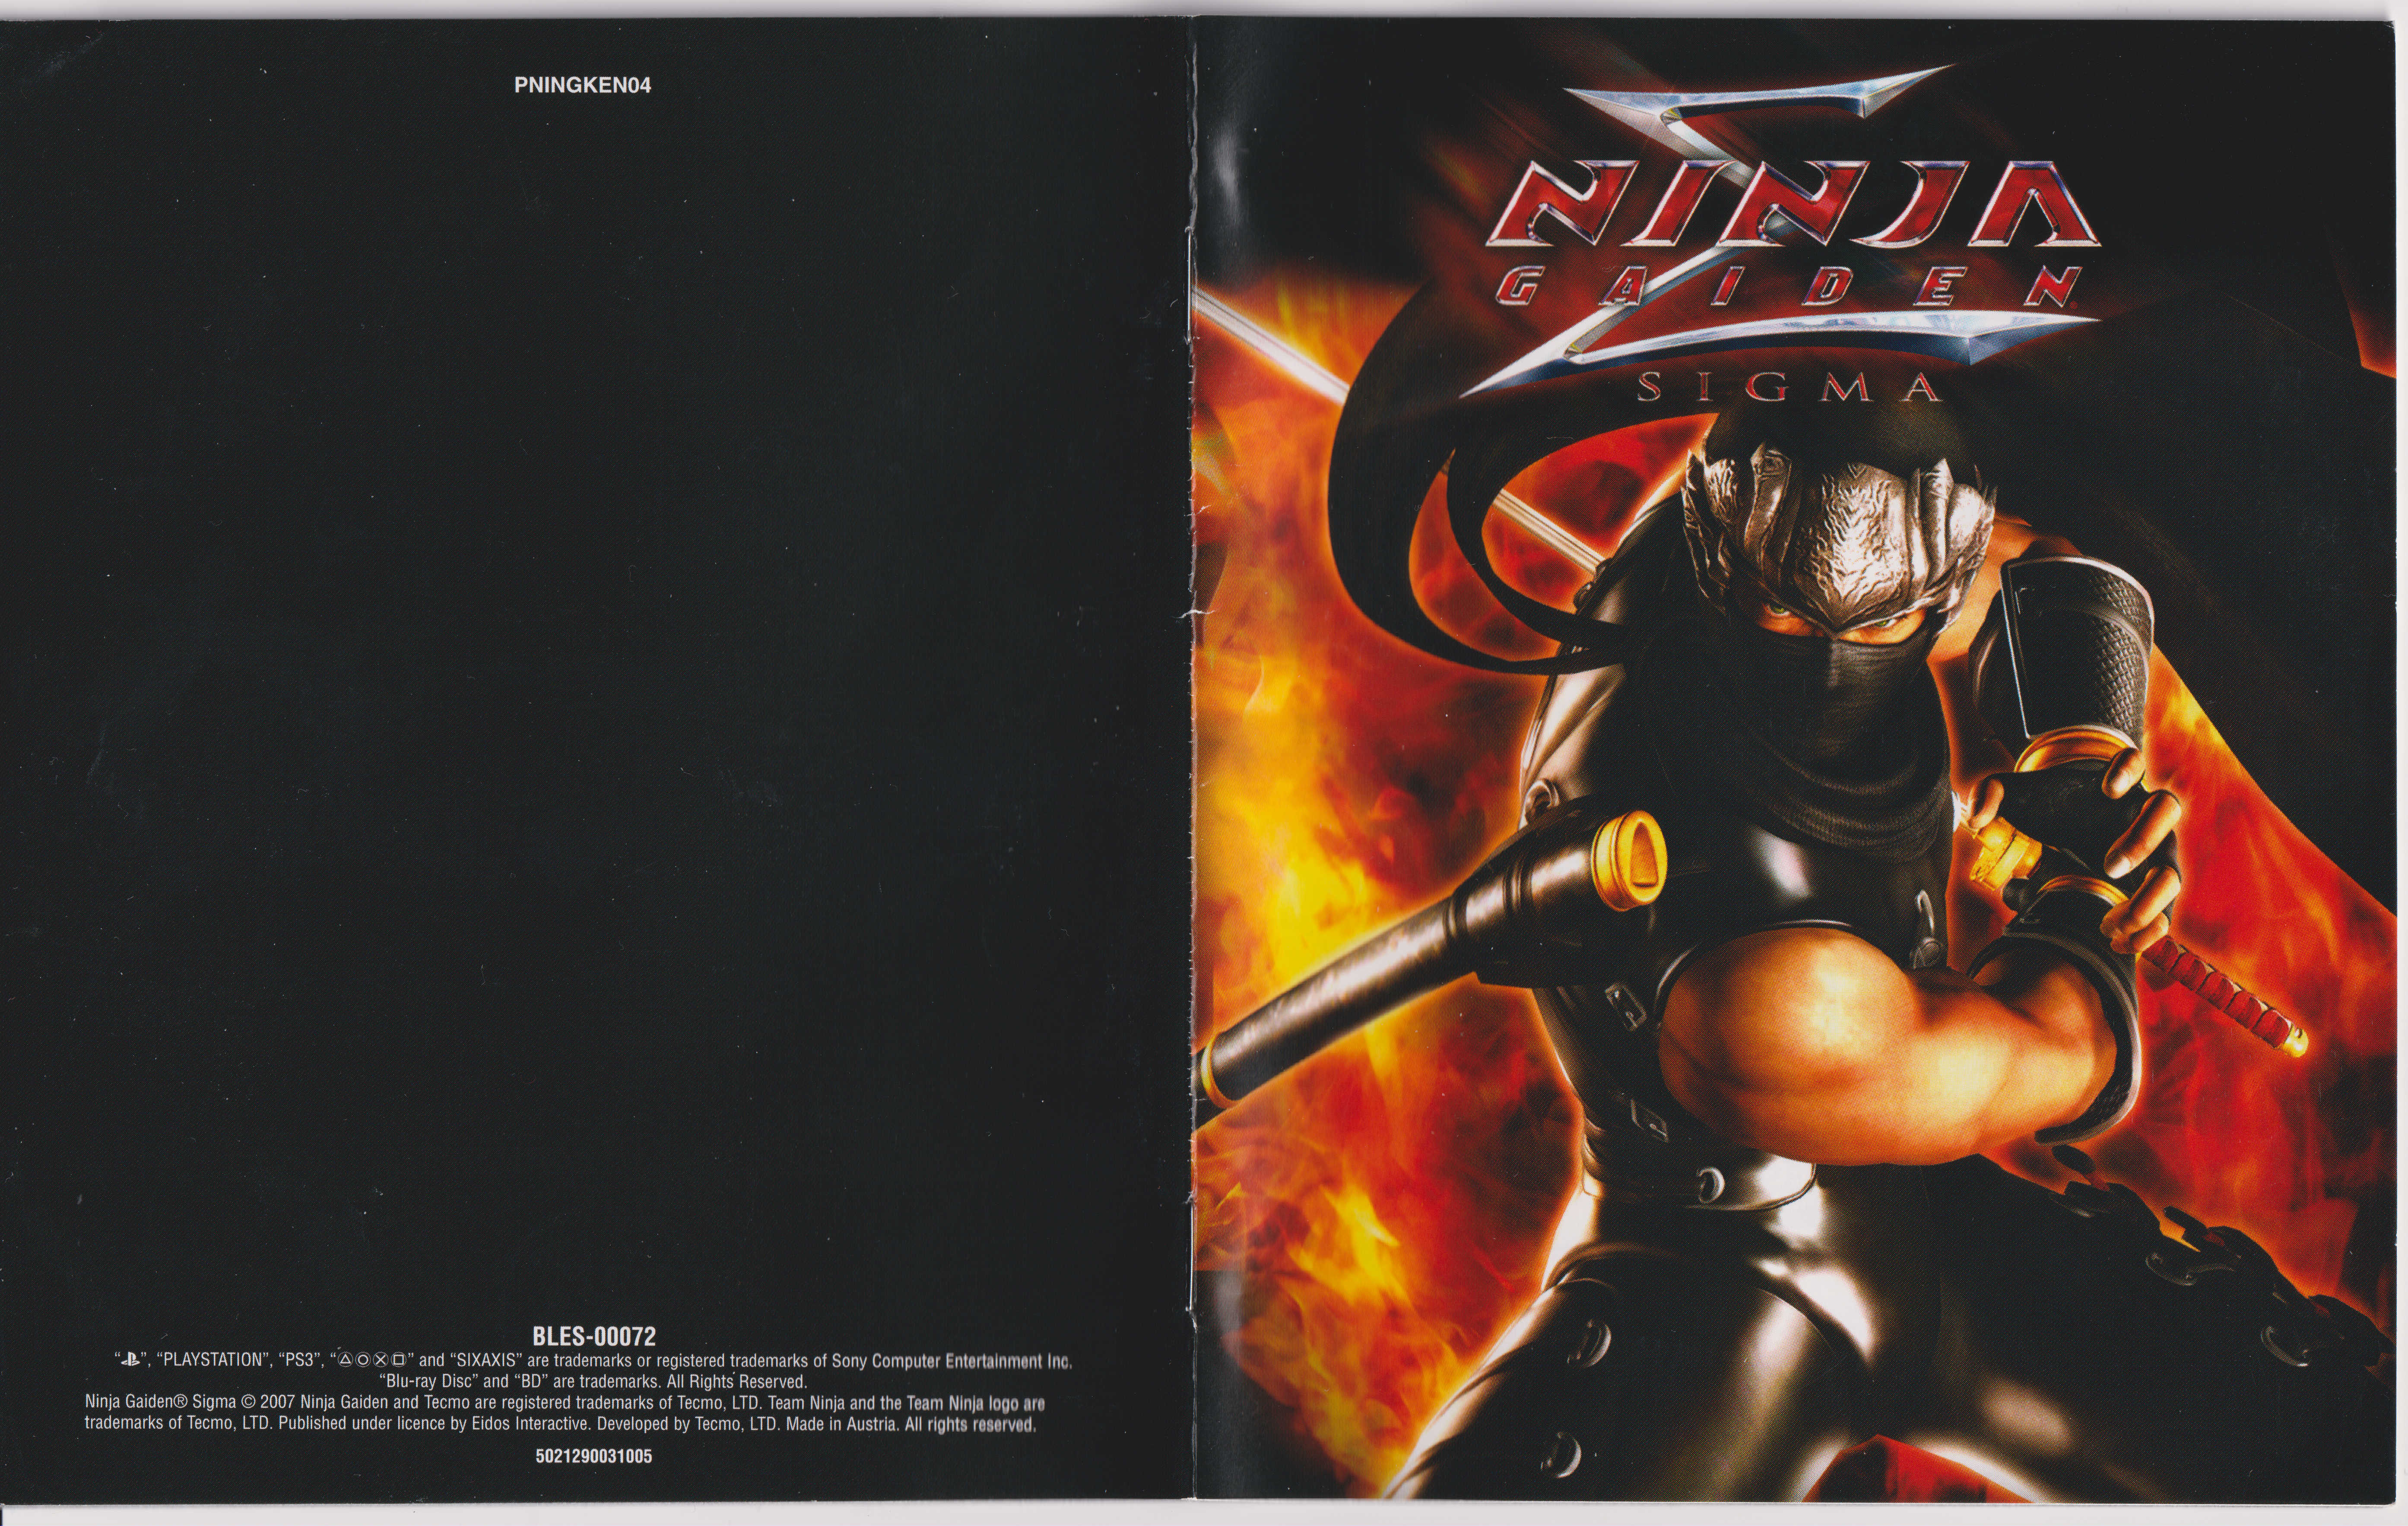 PNINGKEN04
BLES-00072
“”, “PLAYSTATION”, “PS3”, “△○✕□” and “SIXAXIS” are trademarks or registered trademarks of Sony Computer Entertainment Inc.
“Blu-ray Disc” and “BD” are trademarks. All Rights Reserved.
Ninja Gaiden® Sigma © 2007 Ninja Gaiden and Tecmo are registered trademarks of Tecmo, LTD. Team Ninja and the Team Ninja logo are
trademarks of Tecmo, LTD. Published under licence by Eidos Interactive. Developed by Tecmo, LTD. Made in Austria. All rights reserved.
5021290031005
NINJA
GAIDEN
SIGMA